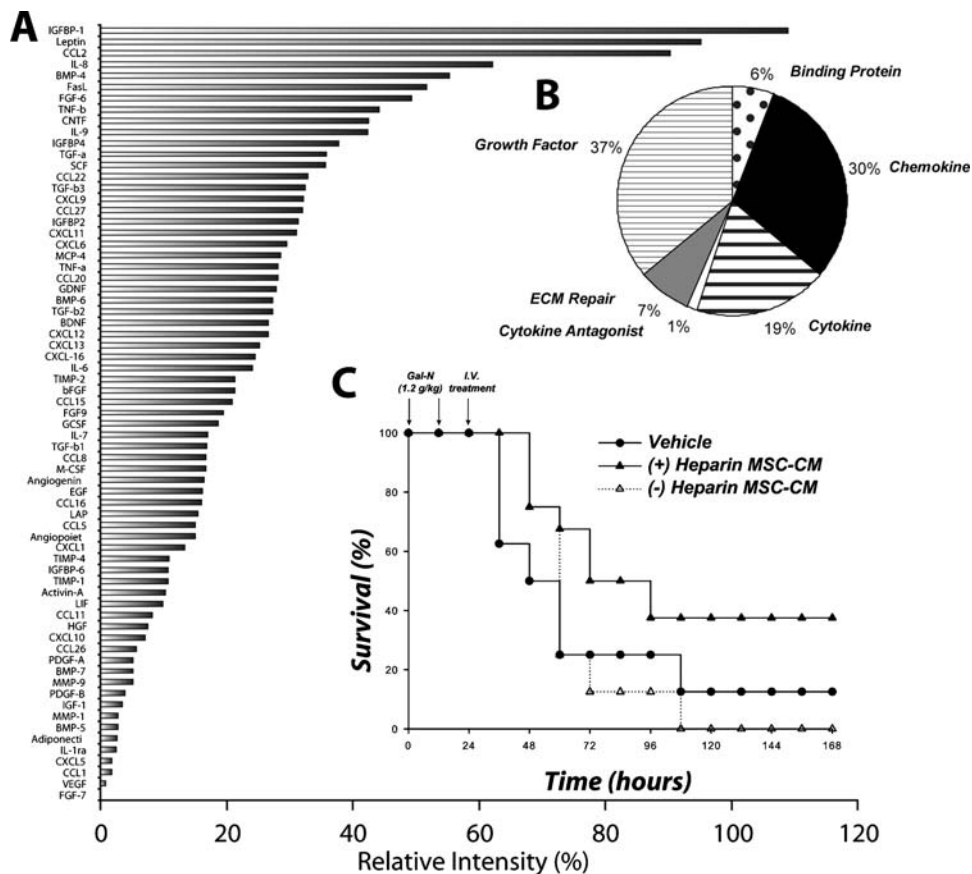 A
IGFBP-1
Leptin
CCL2
IL-8
BMP-4
FasL
FGF-6
TNF-b
CNTF
IL-9
IGFBP4
TGF-a
SCF
CCL22
TGF-b3
CXCL9
CCL27
IGFBP2
CXCL11
CXCL6
MCP-4
TNF-a
CCL20
GDNF
BMP-6
TGF-b2
BDNF
CXCL12
CXCL13
CXCL-16
IL-6
TIMP-2
bFGF
CCL15
FGF9
GCSF
IL-7
TGF-b1
CCL8
M-CSF
Angiogenin
EGF
CCL16
LAP
CCL5
Angiopoiet
CXCL1
TIMP-4
IGFBP-6
TIMP-1
Activin-A
LIF
CCL11
HGF
CXCL10
CCL26
PDGF-A
BMP-7
MMP-9
PDGF-B
IGF-1
MMP-1
BMP-5
Adiponecti
IL-1ra
CXCL5
CCL1
VEGF
FGF-7
0 20 40 60 80 100 120
Relative Intensity (%)
B
6% Binding Protein
30% Chemokine
19% Cytokine
1% Cytokine Antagonist
7% ECM Repair
37% Growth Factor
C
Gal-N
(1.2 g/kg)
I.V.
treatment
Vehicle
(+) Heparin MSC-CM
(-) Heparin MSC-CM
Survival (%)
100
80
60
40
20
0
0 24 48 72 96 120 144 168
Time (hours)